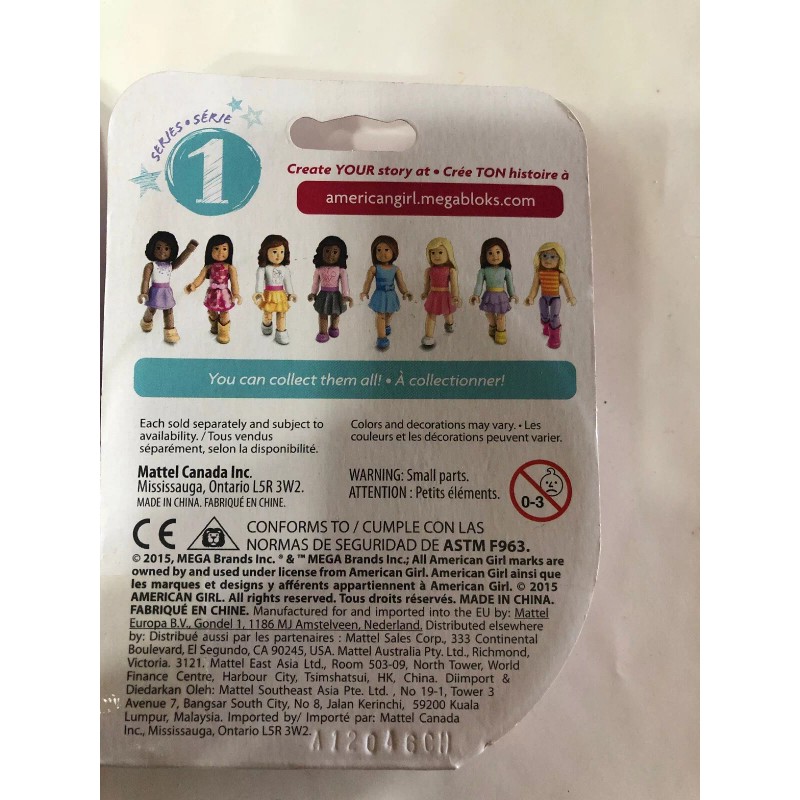 SERIES • SÉRIE
1
Create YOUR story at • Crée TON histoire à
americangirl.megabloks.com
You can collect them all! • À collectionner!
Each sold separately and subject to
availability. / Tous vendus
séparément, selon la disponibilité.
Colors and decorations may vary. • Les
couleurs et les décorations peuvent varier.
Mattel Canada Inc.
Mississauga, Ontario L5R 3W2.
MADE IN CHINA. FABRIQUÉ EN CHINE.
WARNING: Small parts.
ATTENTION : Petits éléments.
0-3
CE
CONFORMS TO / CUMPLE CON LAS
NORMAS DE SEGURIDAD DE ASTM F963.
© 2015, MEGA Brands Inc. ® & ™ MEGA Brands Inc.; All American Girl marks are
owned by and used under license from American Girl. American Girl ainsi que
les marques et designs y afférents appartiennent à American Girl. © 2015
AMERICAN GIRL. All rights reserved. Tous droits réservés. MADE IN CHINA.
FABRIQUÉ EN CHINE. Manufactured for and imported into the EU by: Mattel
Europa B.V., Gondel 1, 1186 MJ Amstelveen, Nederland. Distributed elsewhere
by: Distribué aussi par les partenaires : Mattel Sales Corp., 333 Continental
Boulevard, El Segundo, CA 90245, USA. Mattel Australia Pty. Ltd., Richmond,
Victoria. 3121. Mattel East Asia Ltd., Room 503-09, North Tower, World
Finance Centre, Harbour City, Tsimshatsui, HK, China. Diimport &
Diedarkan Oleh: Mattel Southeast Asia Pte. Ltd. , No 19-1, Tower 3
Avenue 7, Bangsar South City, No 8, Jalan Kerinchi, 59200 Kuala
Lumpur, Malaysia. Imported by/ Importé par: Mattel Canada
Inc., Mississauga, Ontario L5R 3W2.
A1204GCH